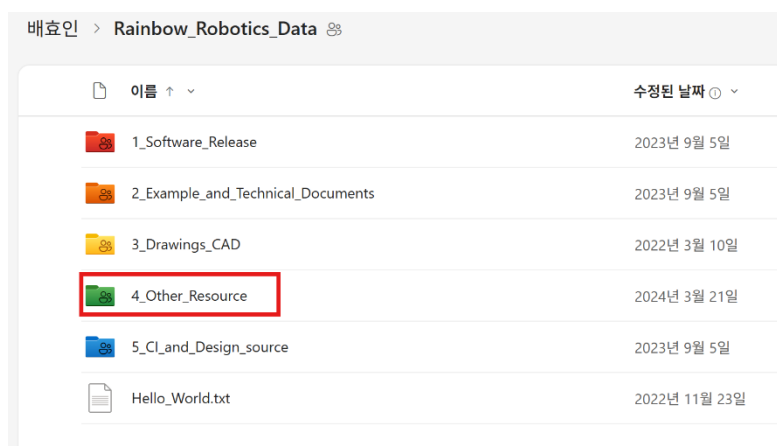 배효인 > Rainbow_Robotics_Data
이름 수정된 날짜
1_Software_Release 2023년 9월 5일
2_Example_and_Technical_Documents 2023년 9월 5일
3_Drawings_CAD 2022년 3월 10일
4_Other_Resource 2024년 3월 21일
5_CI_and_Design_source 2023년 9월 5일
Hello_World.txt 2022년 11월 23일